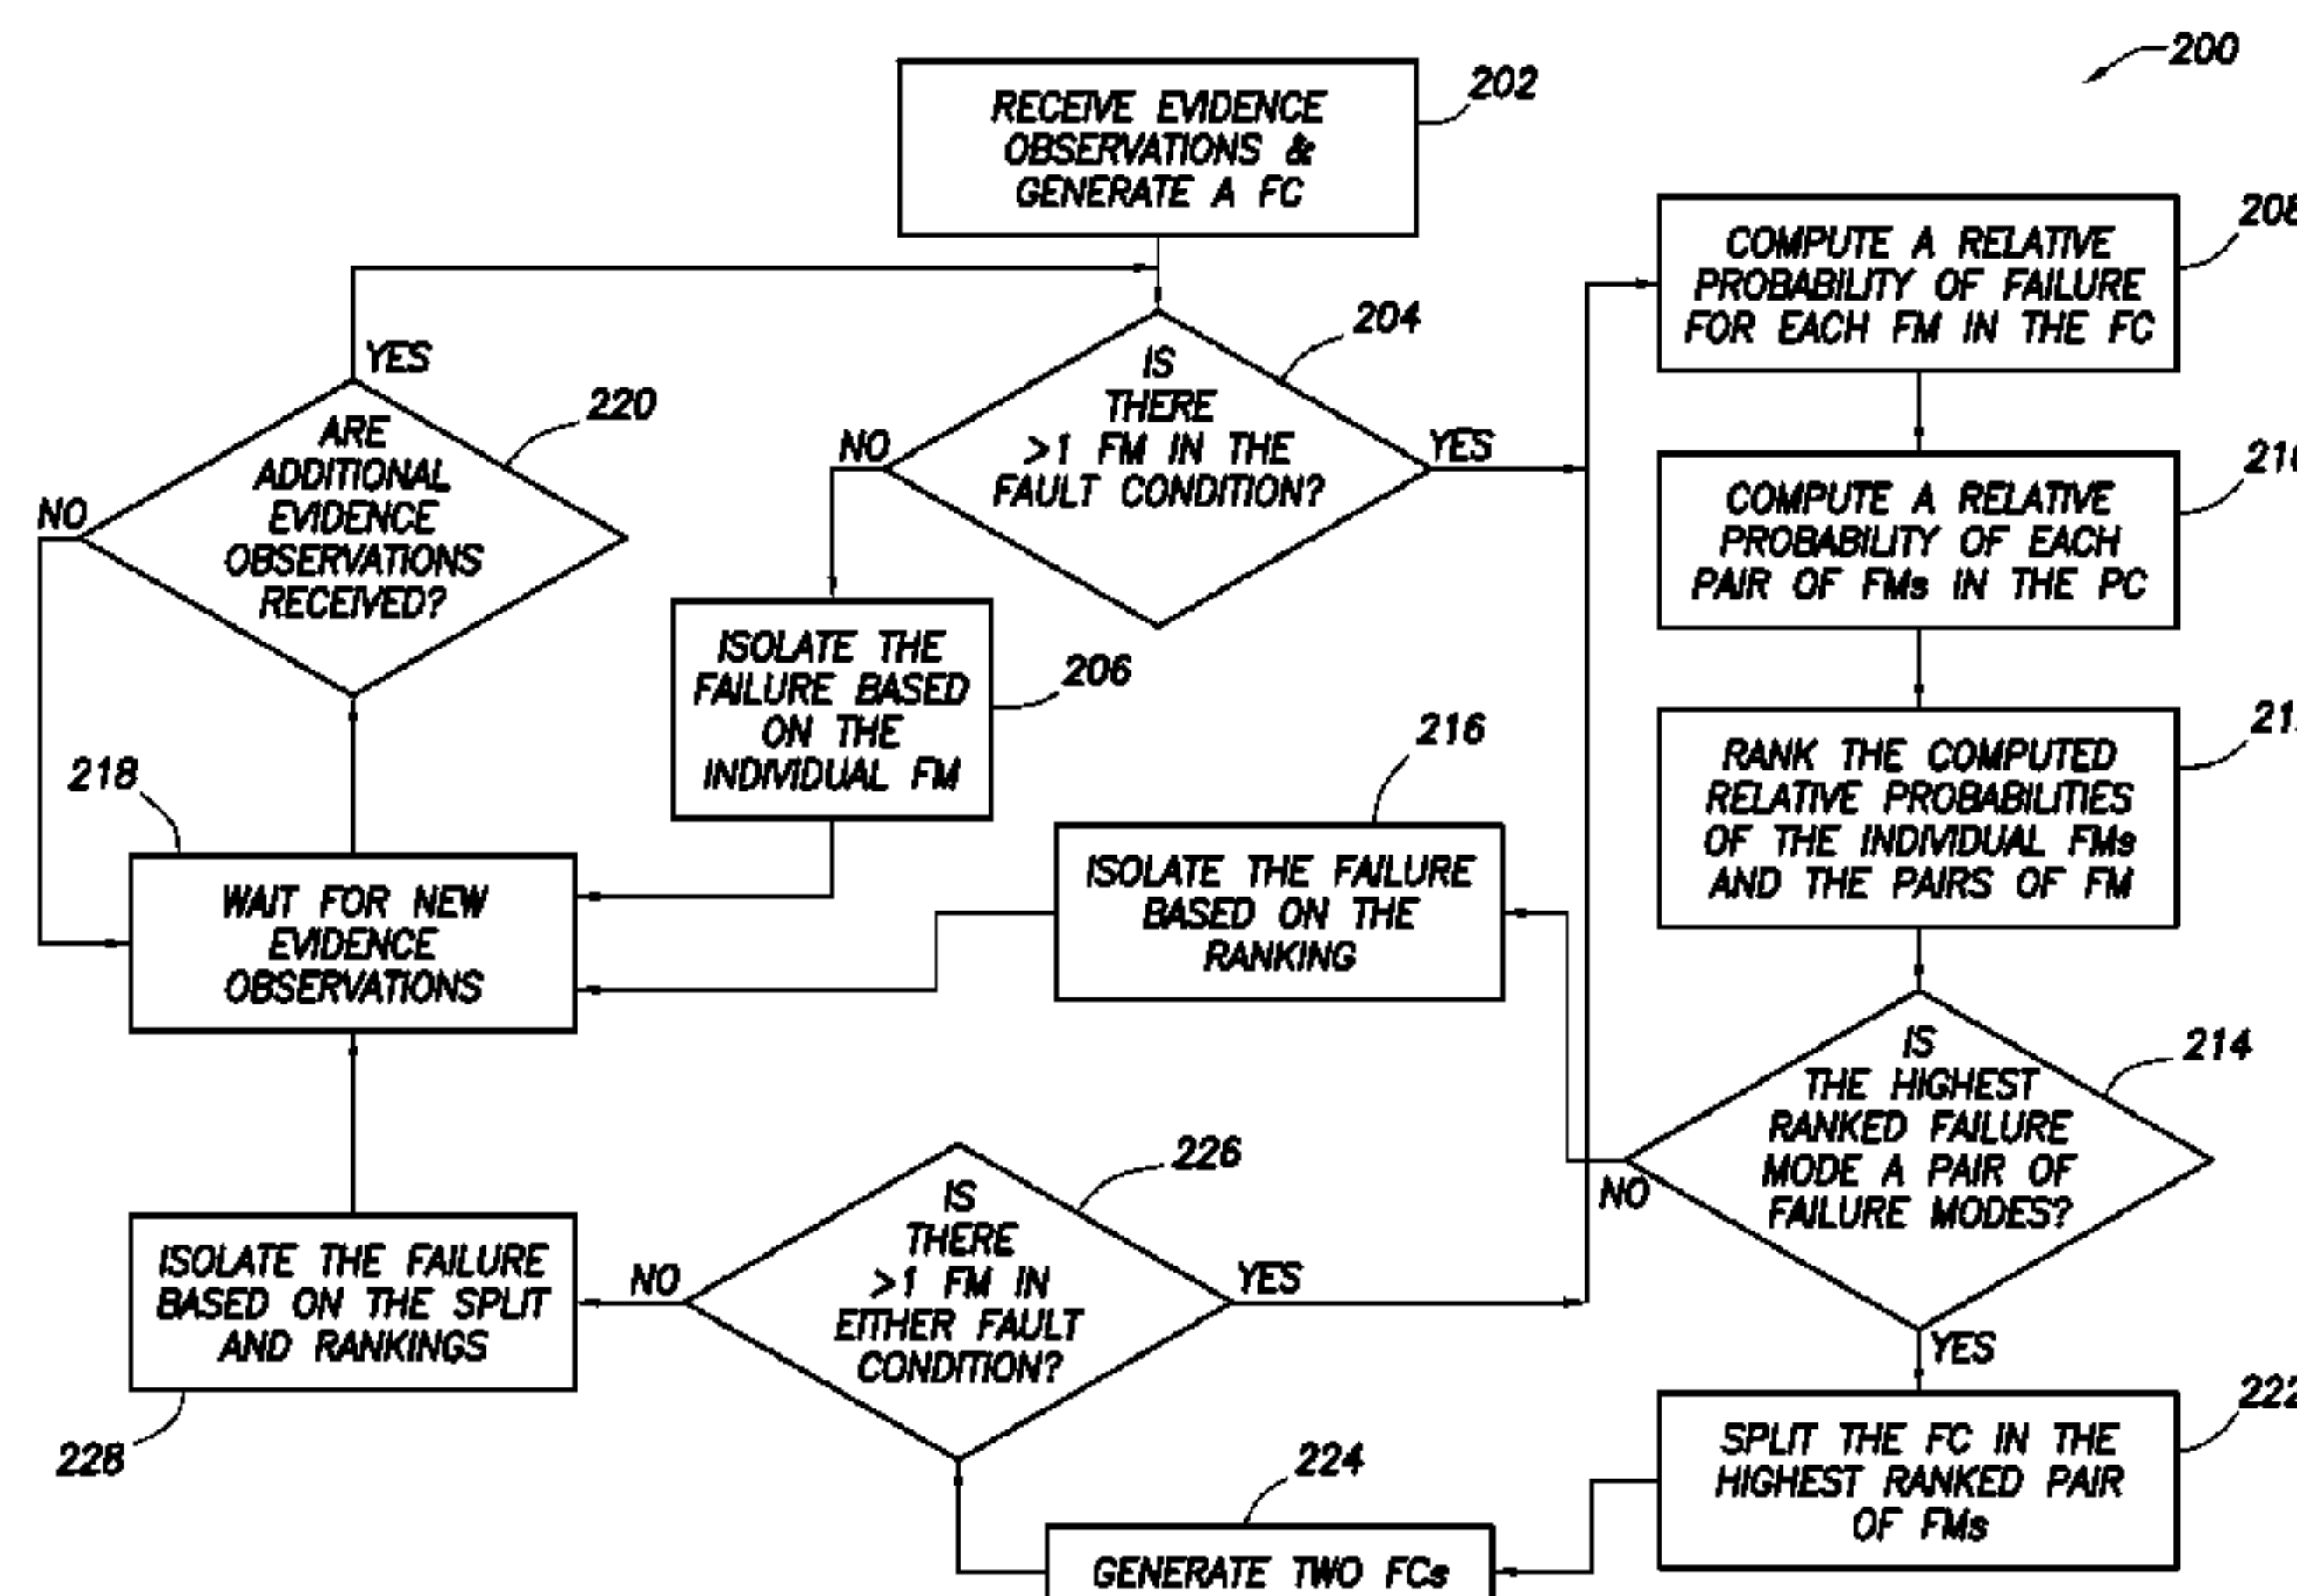 200
RECEIVE EVIDENCE
OBSERVATIONS &
GENERATE A FC
202
COMPUTE A RELATIVE
PROBABILITY OF FAILURE
FOR EACH FM IN THE FC
208
YES
ARE
ADDITIONAL
EVIDENCE
OBSERVATIONS
RECEIVED?
220
NO
IS
THERE
>1 FM IN THE
FAULT CONDITION?
204
NO
YES
COMPUTE A RELATIVE
PROBABILITY OF EACH
PAIR OF FMs IN THE PC
ISOLATE THE
FAILURE BASED
ON THE
INDIVIDUAL FM
206
RANK THE COMPUTED
RELATIVE PROBABILITIES
OF THE INDIVIDUAL FMs
AND THE PAIRS OF FM
218
WAIT FOR NEW
EVIDENCE
OBSERVATIONS
216
ISOLATE THE FAILURE
BASED ON THE
RANKING
IS
THE HIGHEST
RANKED FAILURE
MODE A PAIR OF
FAILURE MODES?
214
NO
YES
ISOLATE THE FAILURE
BASED ON THE SPLIT
AND RANKINGS
228
NO
IS
THERE
>1 FM IN
EITHER FAULT
CONDITION?
226
YES
SPLIT THE FC IN THE
HIGHEST RANKED PAIR
OF FMs
222
224
GENERATE TWO FCs